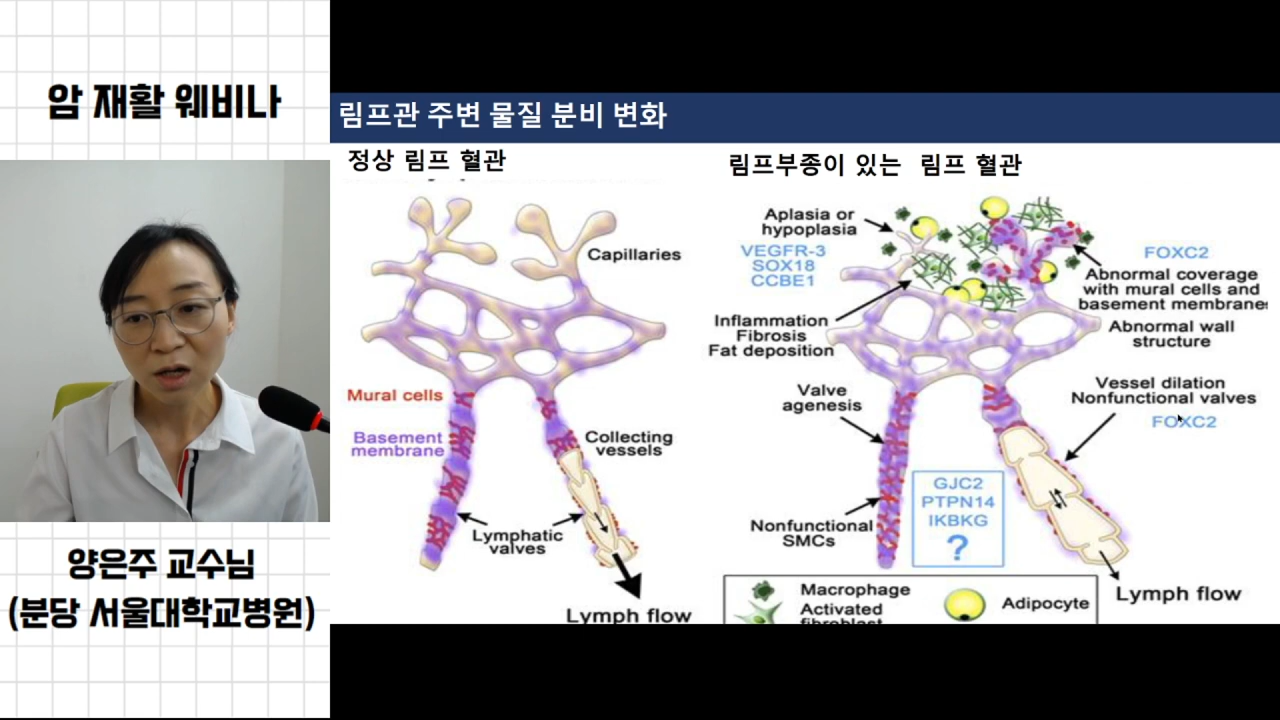 암 재활 웨비나
양은주 교수님
(분당 서울대학교병원)
림프관 주변 물질 분비 변화
정상 림프 혈관
Capillaries
Mural cells
Basement
membrane
Collecting
vessels
Lymphatic
valves
Lymph flow
림프부종이 있는 림프 혈관
Aplasia or
hypoplasia
VEGFR-3
SOX18
CCBE1
Inflammation
Fibrosis
Fat deposition
FOXC2
Abnormal coverage
with mural cells and
basement membranes
Abnormal wall
structure
Valve
agenesis
Vessel dilation
Nonfunctional valves
FOXC2
GJC2
PTPN14
IKBKG
?
Nonfunctional
SMCs
Lymph flow
Macrophage
Activated
fibroblast
Adipocyte